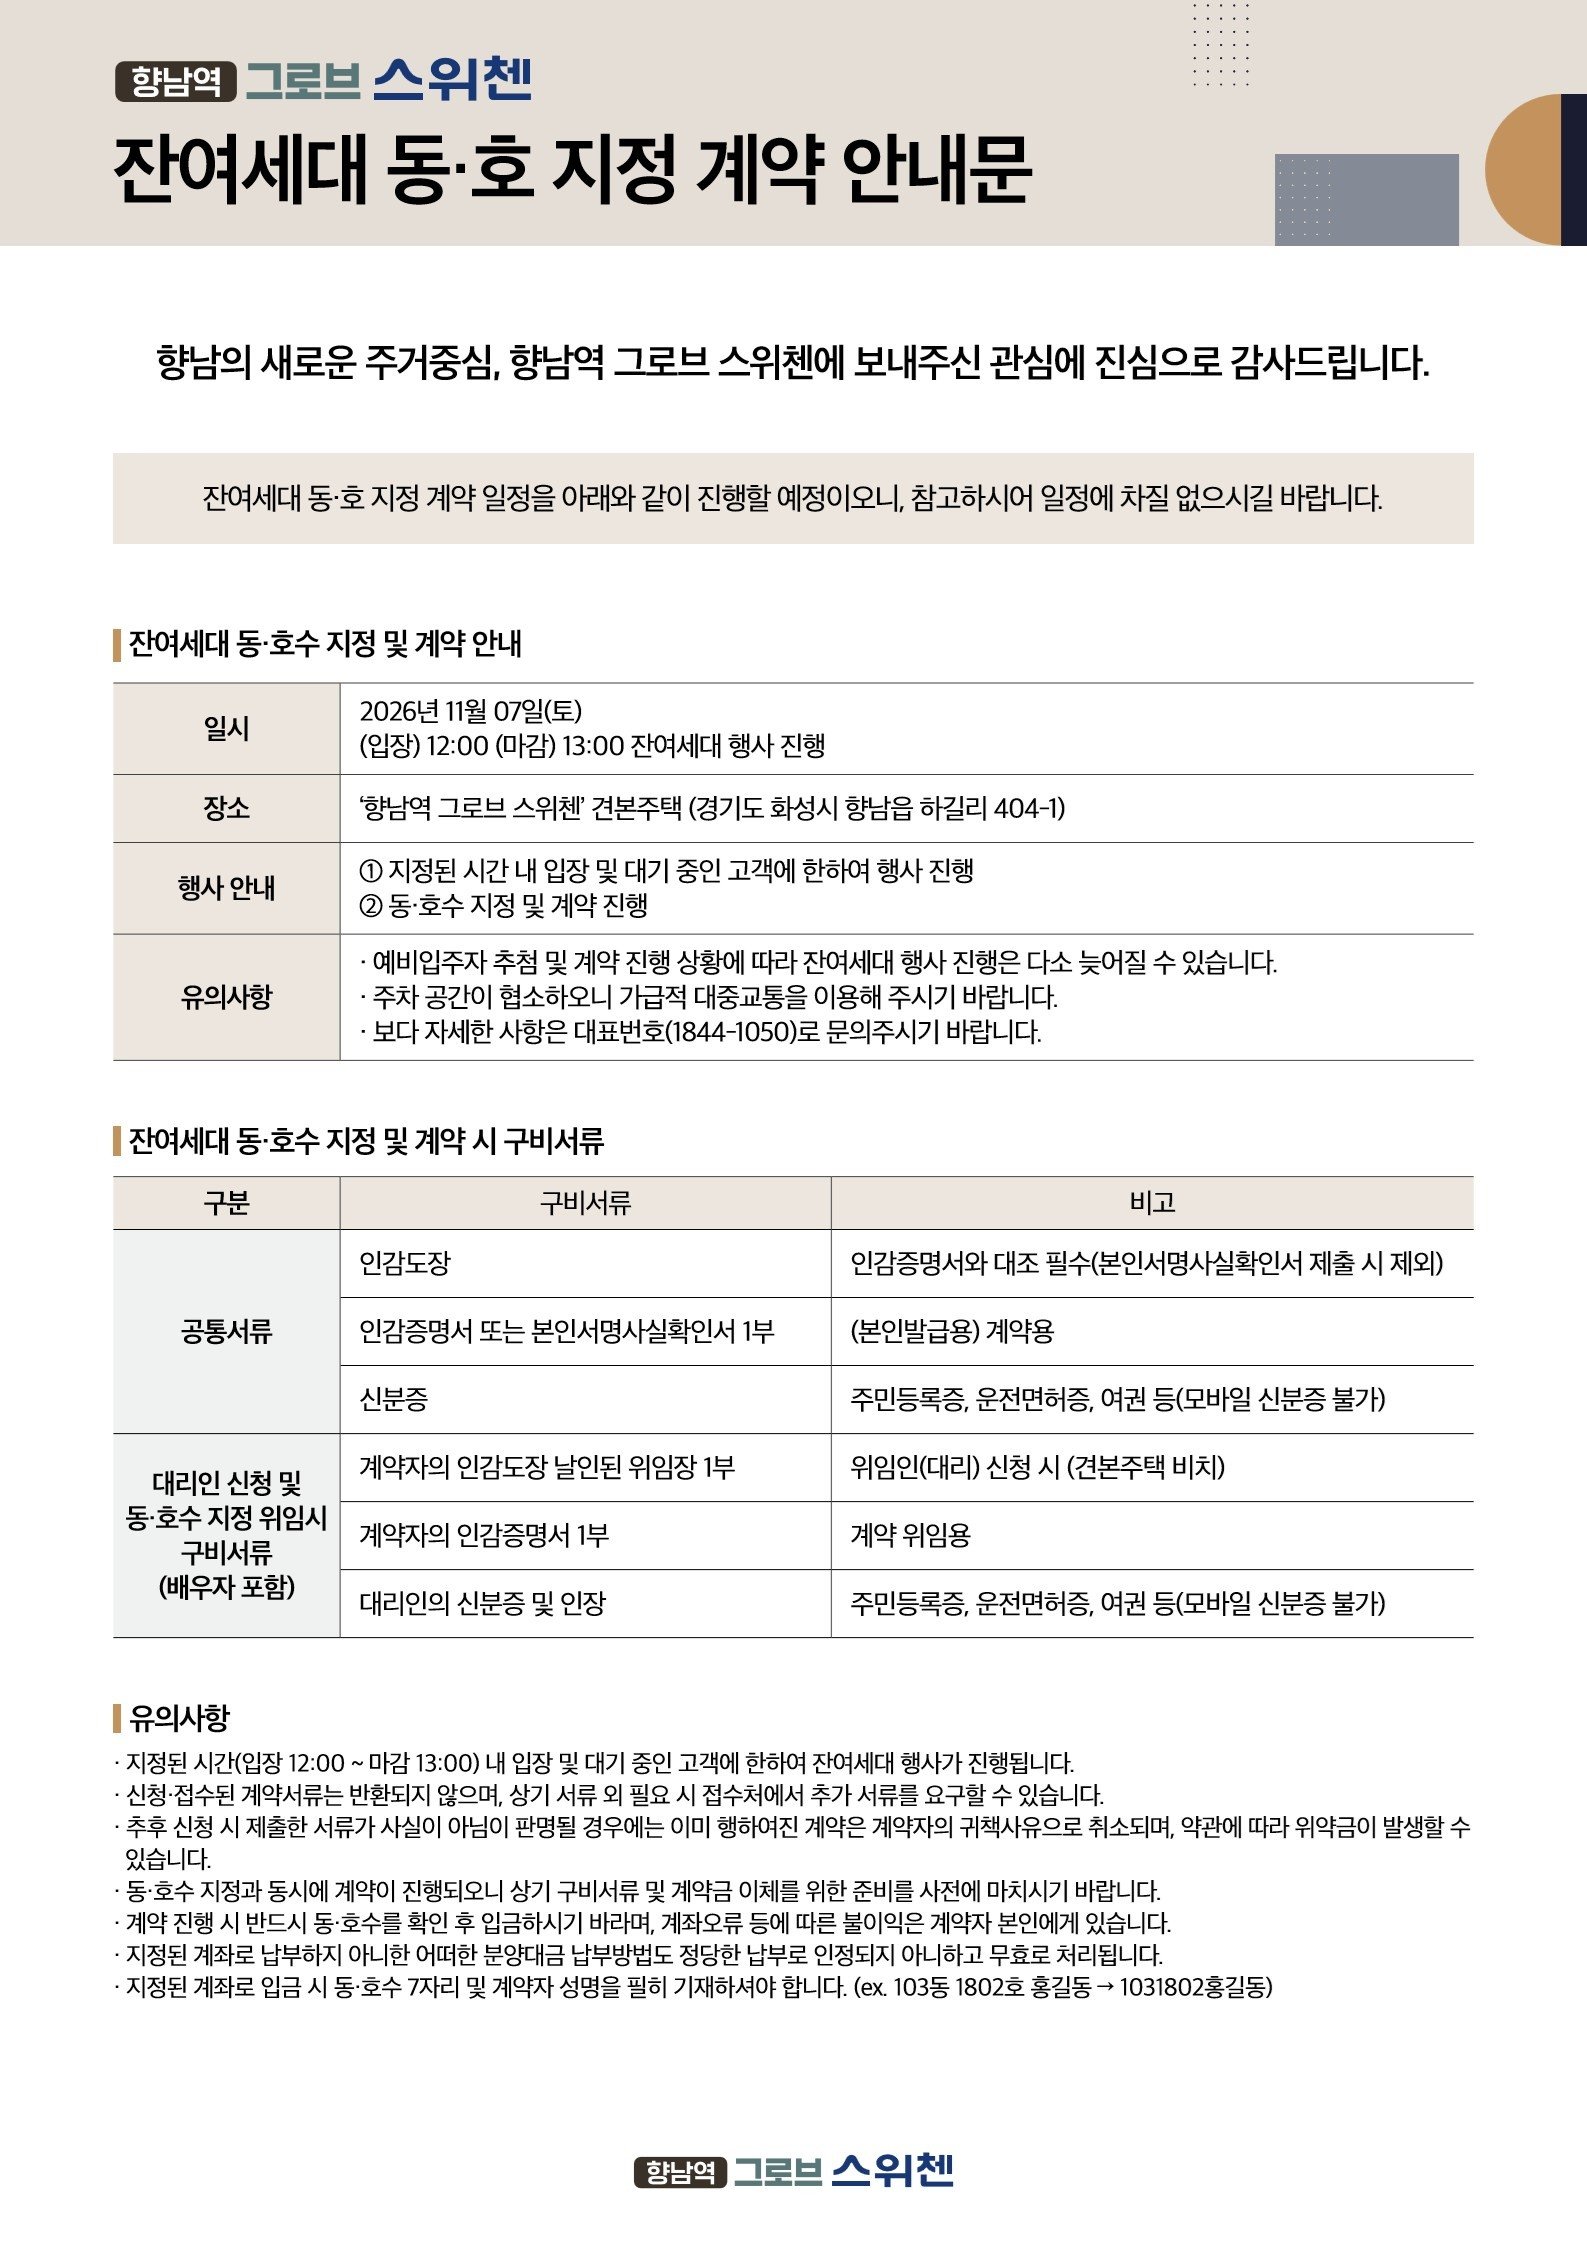 향남역 그로브 스위첸
잔여세대 동·호 지정 계약 안내문
향남의 새로운 주거중심, 향남역 그로브 스위첸에 보내주신 관심에 진심으로 감사드립니다.
잔여세대 동·호 지정 계약 일정을 아래와 같이 진행할 예정이오니, 참고하시어 일정에 차질 없으시길 바랍니다.
잔여세대 동·호수 지정 및 계약 안내
일시
2026년 11월 07일(토)
(입장) 12:00 (마감) 13:00 잔여세대 행사 진행
장소
‘향남역 그로브 스위첸’ 견본주택 (경기도 화성시 향남읍 하길리 404-1)
행사 안내
① 지정된 시간 내 입장 및 대기 중인 고객에 한하여 행사 진행
② 동·호수 지정 및 계약 진행
유의사항
· 예비입주자 추첨 및 계약 진행 상황에 따라 잔여세대 행사 진행은 다소 늦어질 수 있습니다.
· 주차 공간이 협소하오니 가급적 대중교통을 이용해 주시기 바랍니다.
· 보다 자세한 사항은 대표번호(1844-1050)로 문의주시기 바랍니다.
잔여세대 동·호수 지정 및 계약 시 구비서류
구분 구비서류 비고
공통서류
인감도장 인감증명서와 대조 필수(본인서명사실확인서 제출 시 제외)
인감증명서 또는 본인서명사실확인서 1부 (본인발급용) 계약용
신분증 주민등록증, 운전면허증, 여권 등(모바일 신분증 불가)
대리인 신청 및
동·호수 지정 위임시
구비서류
(배우자 포함)
계약자의 인감도장 날인된 위임장 1부 위임인(대리) 신청 시 (견본주택 비치)
계약자의 인감증명서 1부 계약 위임용
대리인의 신분증 및 인장 주민등록증, 운전면허증, 여권 등(모바일 신분증 불가)
유의사항
· 지정된 시간(입장 12:00 ~ 마감 13:00) 내 입장 및 대기 중인 고객에 한하여 잔여세대 행사가 진행됩니다.
· 신청·접수된 계약서류는 반환되지 않으며, 상기 서류 외 필요 시 접수처에서 추가 서류를 요구할 수 있습니다.
· 추후 신청 시 제출한 서류가 사실이 아님이 판명될 경우에는 이미 행하여진 계약은 계약자의 귀책사유으로 취소되며, 약관에 따라 위약금이 발생할 수
있습니다.
· 동·호수 지정과 동시에 계약이 진행되오니 상기 구비서류 및 계약금 이체를 위한 준비를 사전에 마치시기 바랍니다.
· 계약 진행 시 반드시 동·호수를 확인 후 입금하시기 바라며, 계좌오류 등에 따른 불이익은 계약자 본인에게 있습니다.
· 지정된 계좌로 납부하지 아니한 어떠한 분양대금 납부방법도 정당한 납부로 인정되지 아니하고 무효로 처리됩니다.
· 지정된 계좌로 입금 시 동·호수 7자리 및 계약자 성명을 필히 기재하셔야 합니다. (ex. 103동 1802호 홍길동 → 1031802홍길동)
향남역 그로브 스위첸